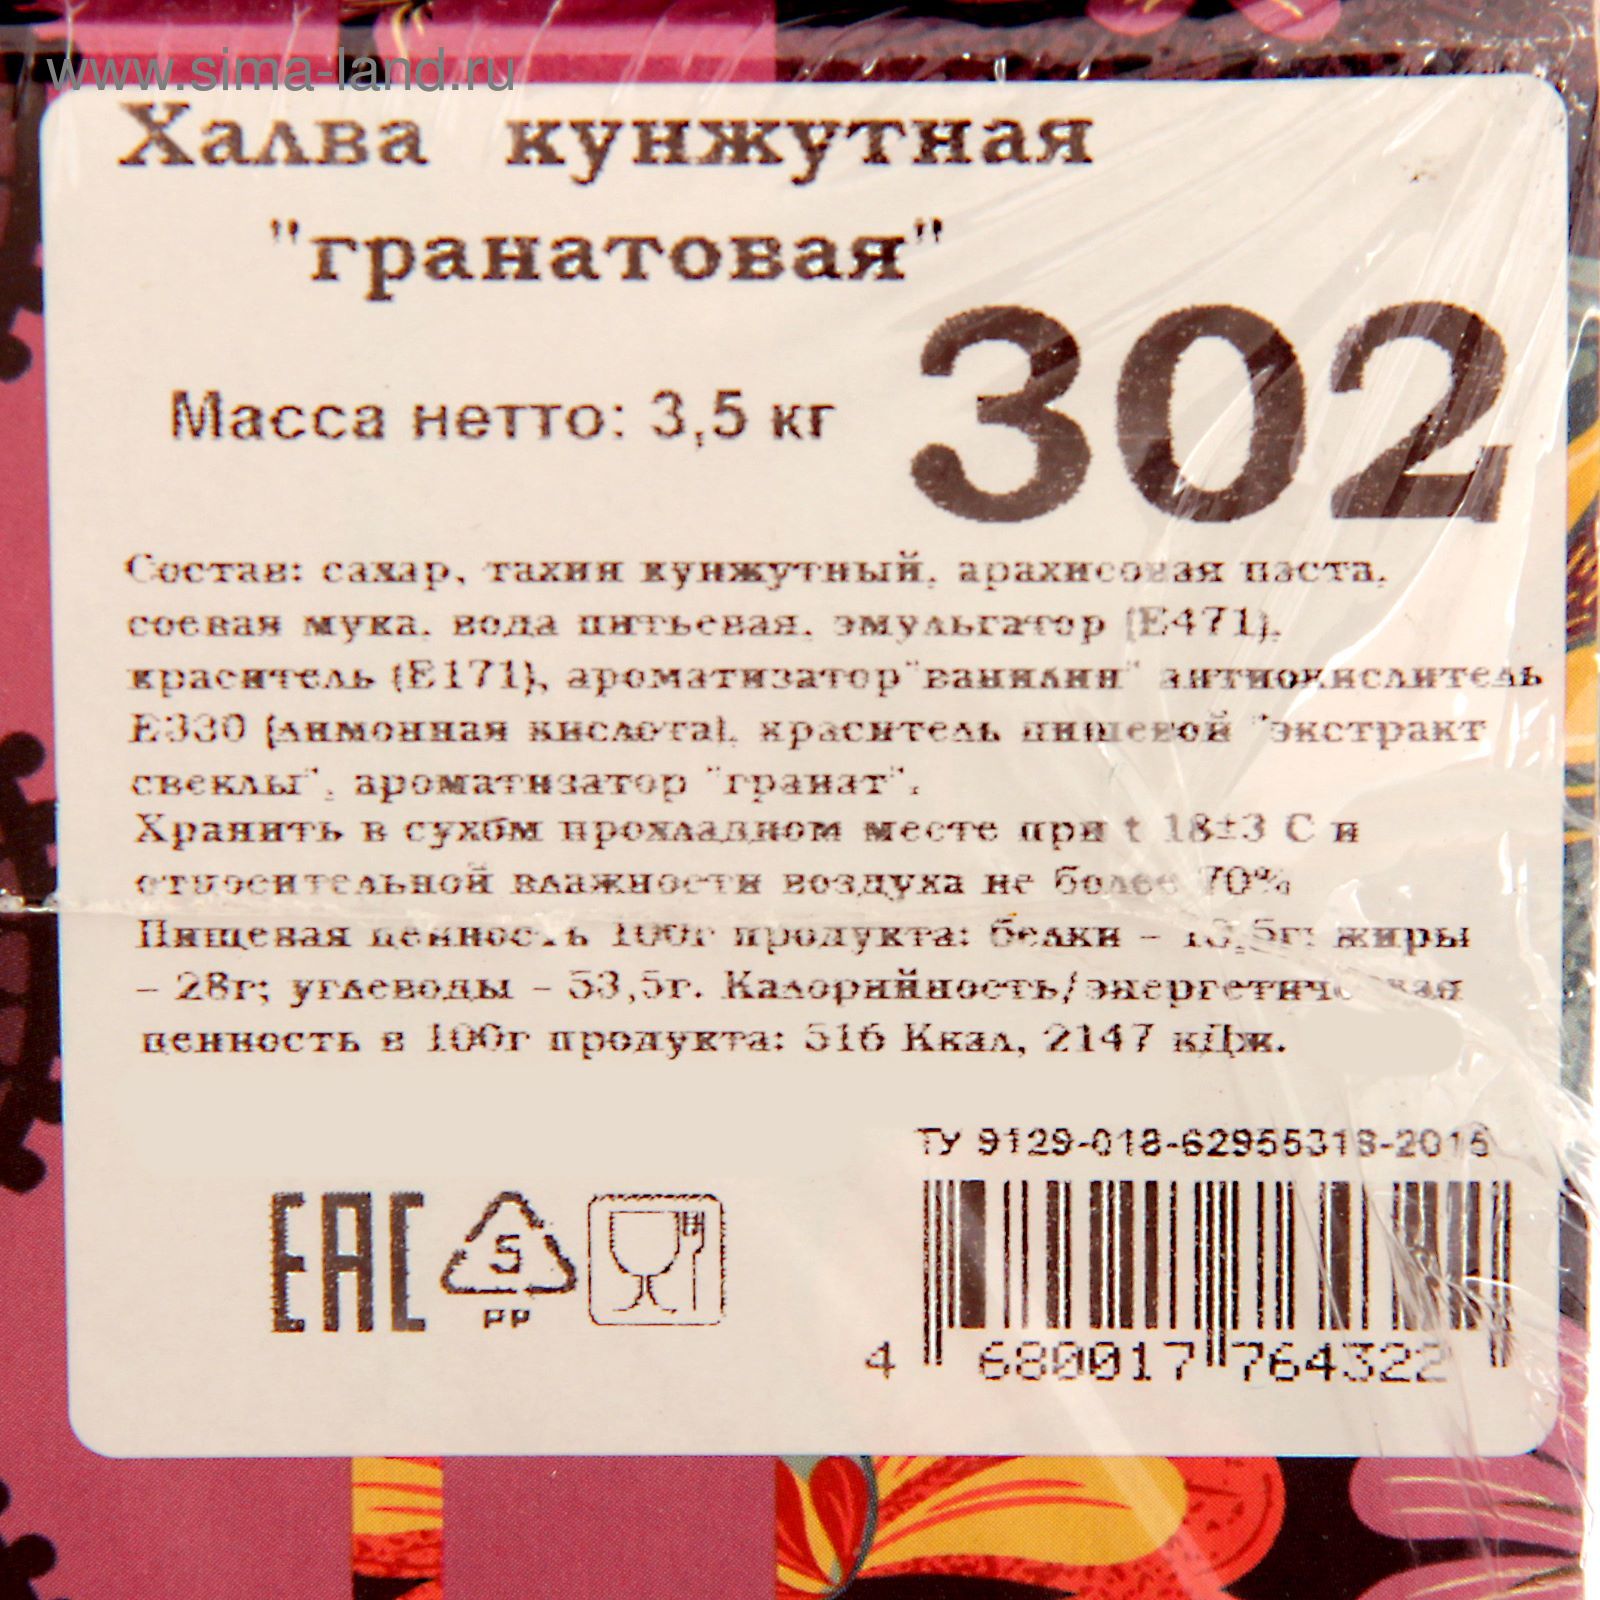 www.sima-land.ru
Халва кунжутная
"гранатовая"
302
Масса нетто: 3,5 кг
Состав: сахар, тахин кунжутный, арахисовая паста,
соевая мука, вода питьевая, эмульгатор (Е471),
краситель (Е171), ароматизатор"ванилин" антиокислитель
Е330 (лимонная кислота), краситель пищевой "экстракт
свеклы", ароматизатор "гранат".
Хранить в сухом прохладном месте при t 18±3 С и
относительной влажности воздуха не более 70%
Пищевая ценность 100г продукта: белки - жиры
- 28г; углеводы - 53,5г. Калорийность/энергетическая
ценность в 100г продукта: 516 Ккал, 2147 кДж.
ТУ 9129-018-62955318-2015
ЕАС
5
PP
4 680017 764322